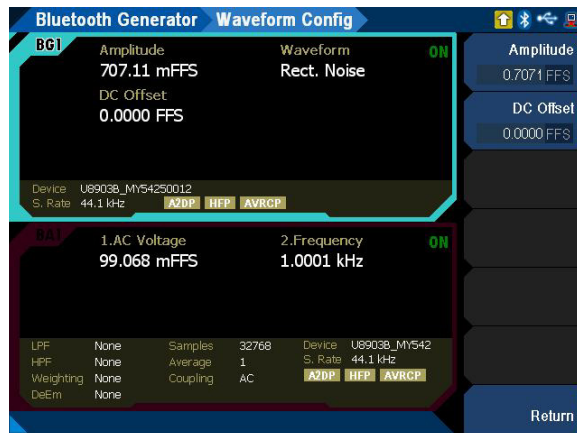 Bluetooth Generator Waveform Config
BG1
Amplitude Waveform ON
707.11 mFFS Rect. Noise
DC Offset
0.0000 FFS
Device U8903B_MY54250012
S. Rate 44.1 kHz A2DP HFP AVRCP
BA1
1.AC Voltage 2.Frequency ON
99.068 mFFS 1.0001 kHz
LPF None Samples 32768 Device U8903B_MY542
HPF None Average 1 S. Rate 44.1 kHz
Weighting None Coupling AC A2DP HFP AVRCP
DeEm None
Amplitude
0.7071 FFS
DC Offset
0.0000 FFS
Return